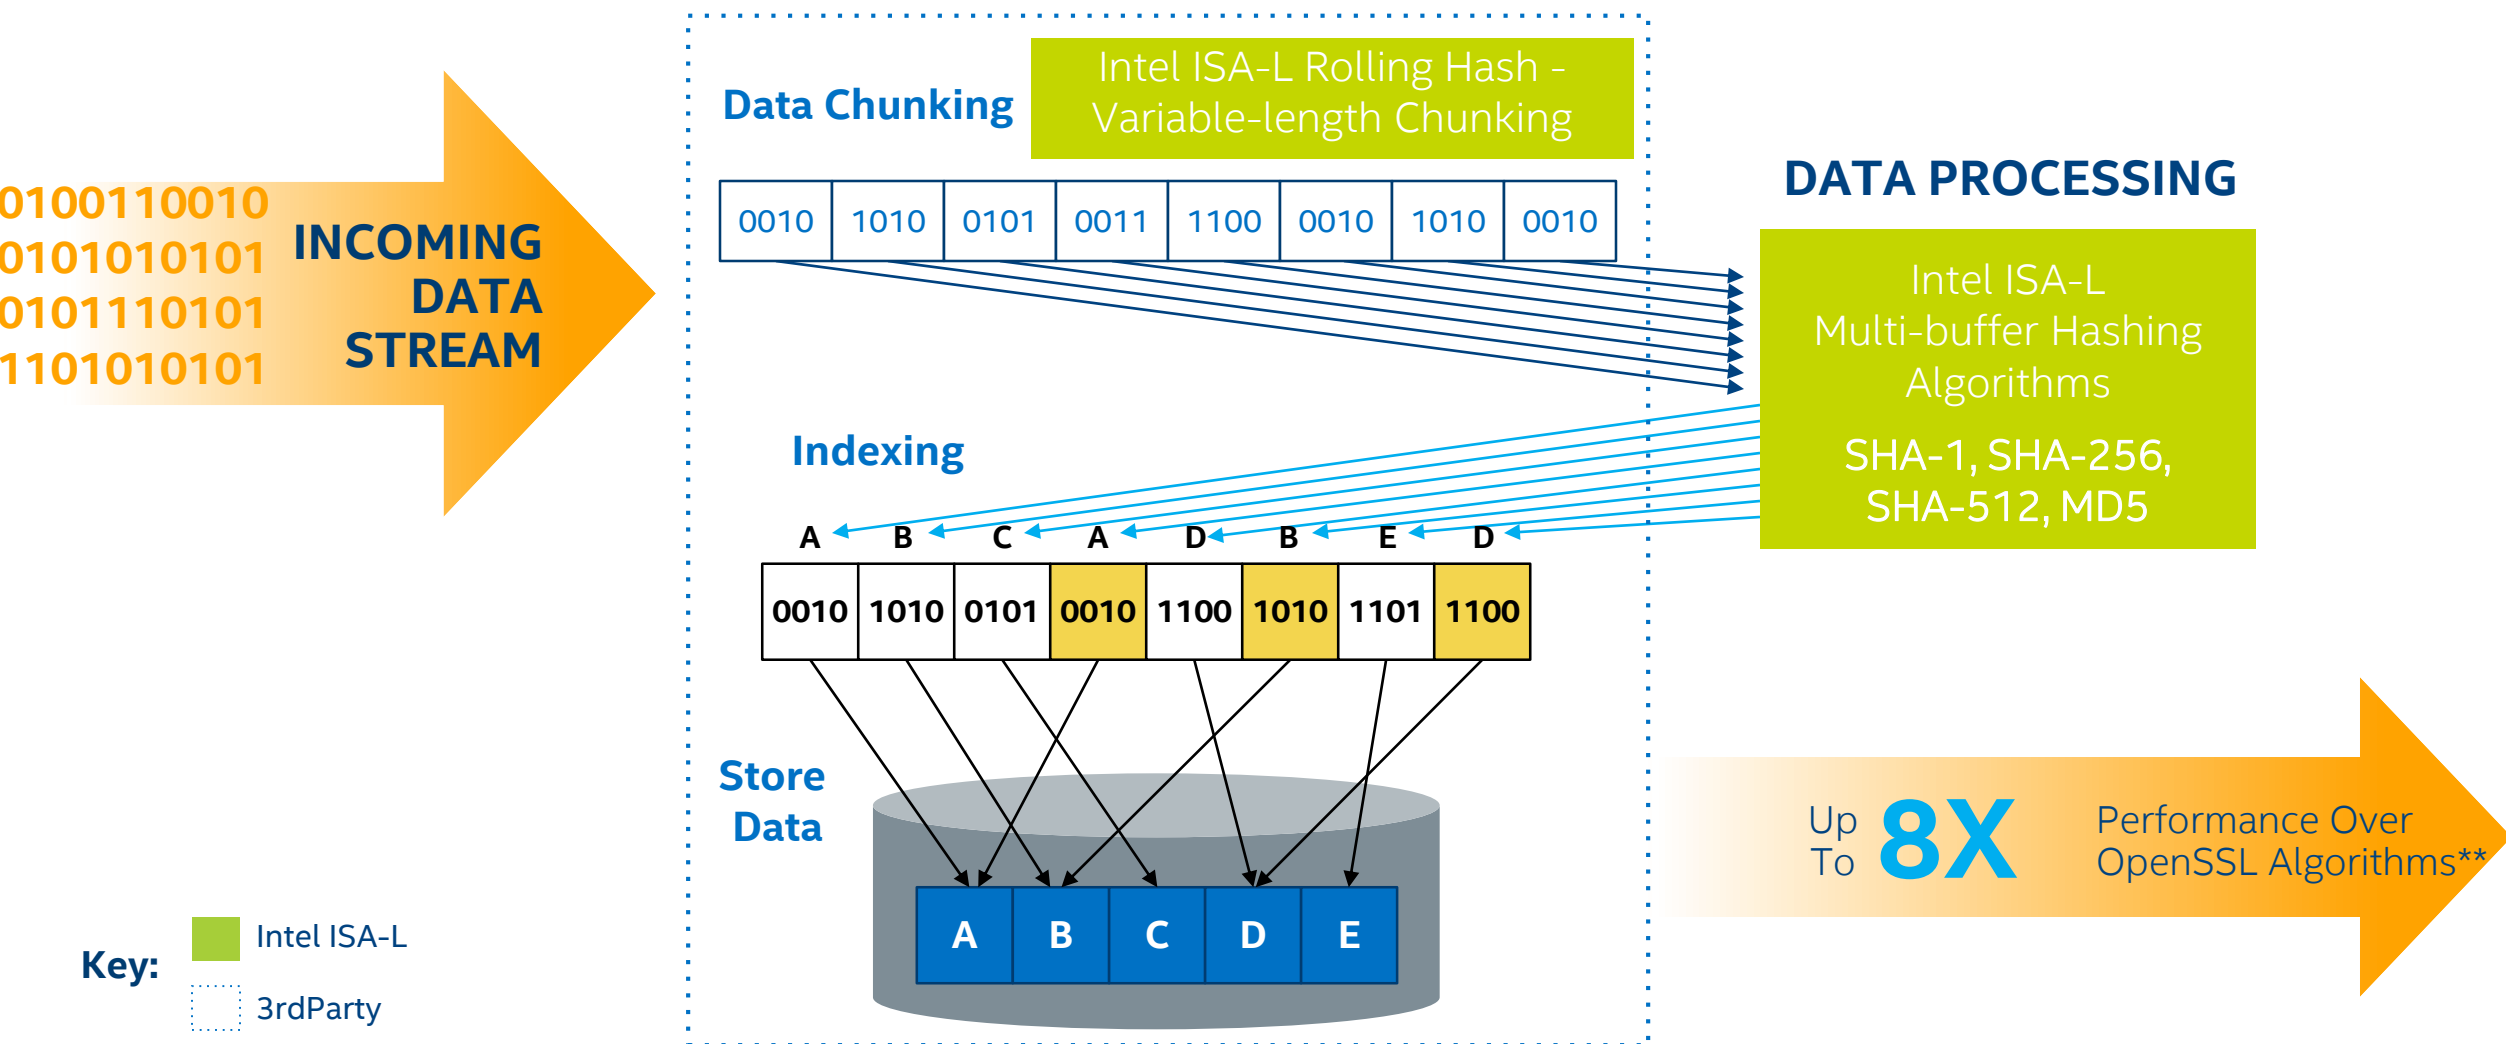 0100110010
0101010101
0101110101
1101010101
INCOMING
DATA
STREAM
Data Chunking
Intel ISA-L Rolling Hash -
Variable-length Chunking
0010 1010 0101 0011 1100 0010 1010 0010
DATA PROCESSING
Intel ISA-L
Multi-buffer Hashing
Algorithms
SHA-1, SHA-256,
SHA-512, MD5
Indexing
A B C A D B E D
0010 1010 0101 0010 1100 1010 1101 1100
Store
Data
A B C D E
Up
To
8X
Performance Over
OpenSSL Algorithms**
Key:
Intel ISA-L
3rdParty